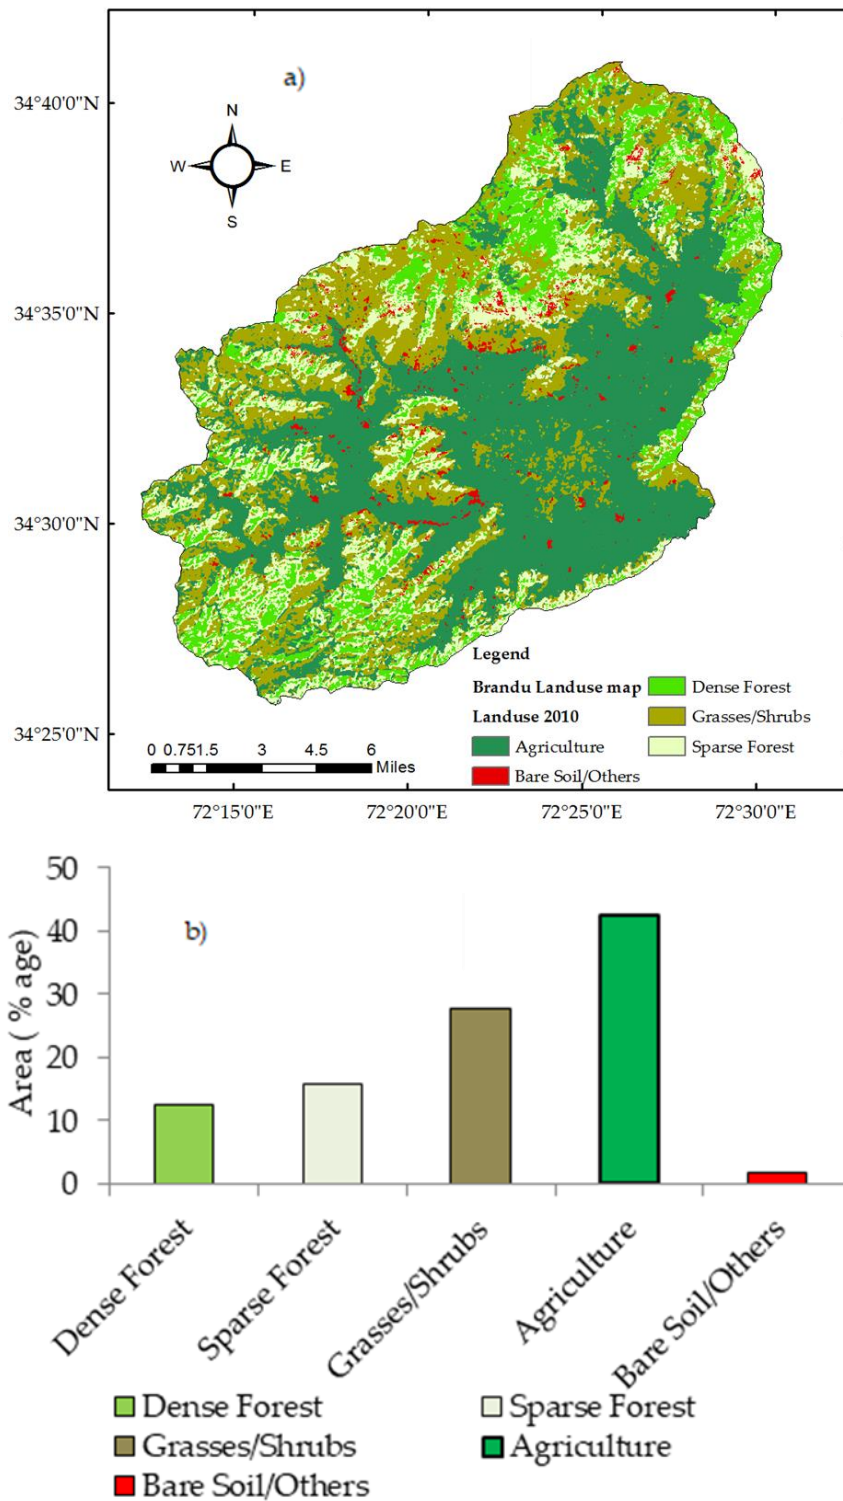 a)
34°40'0"N
N
W E
S
34°35'0"N
34°30'0"N
34°25'0"N
Legend
Brandu Landuse map
Dense Forest
Landuse 2010
Grasses/Shrubs
Agriculture
Sparse Forest
Bare Soil/Others
0 0.751.5 3 4.5 6
Miles
72°15'0"E 72°20'0"E 72°25'0"E 72°30'0"E
b)
Area ( % age)
50
40
30
20
10
0
Dense Forest
Sparse Forest
Grasses/Shrubs
Agriculture
Bare Soil/Others
Dense Forest Sparse Forest
Grasses/Shrubs Agriculture
Bare Soil/Others